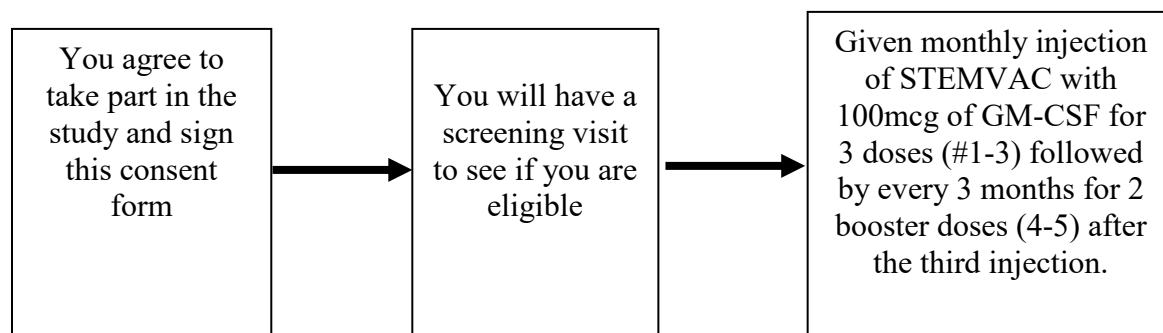 You agree to
take part in the
study and sign
this consent
form
You will have a
screening visit
to see if you are
eligible
Given monthly injection
of STEMVAC with
100mcg of GM-CSF for
3 doses (#1-3) followed
by every 3 months for 2
booster doses (4-5) after
the third injection.